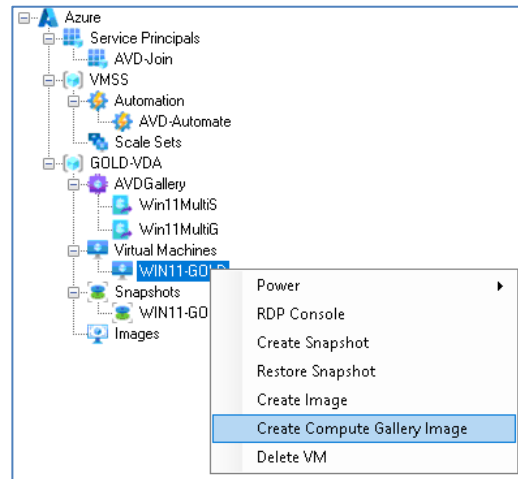 Azure
Service Principals
AVD-Join
VMSS
Automation
AVD-Automate
Scale Sets
GOLD-VDA
AVDGallery
Win11MultiS
Win11MultiG
Virtual Machines
WIN11-GOLD
Snapshots
WIN11-GO
Images
Power
RDP Console
Create Snapshot
Restore Snapshot
Create Image
Create Compute Gallery Image
Delete VM